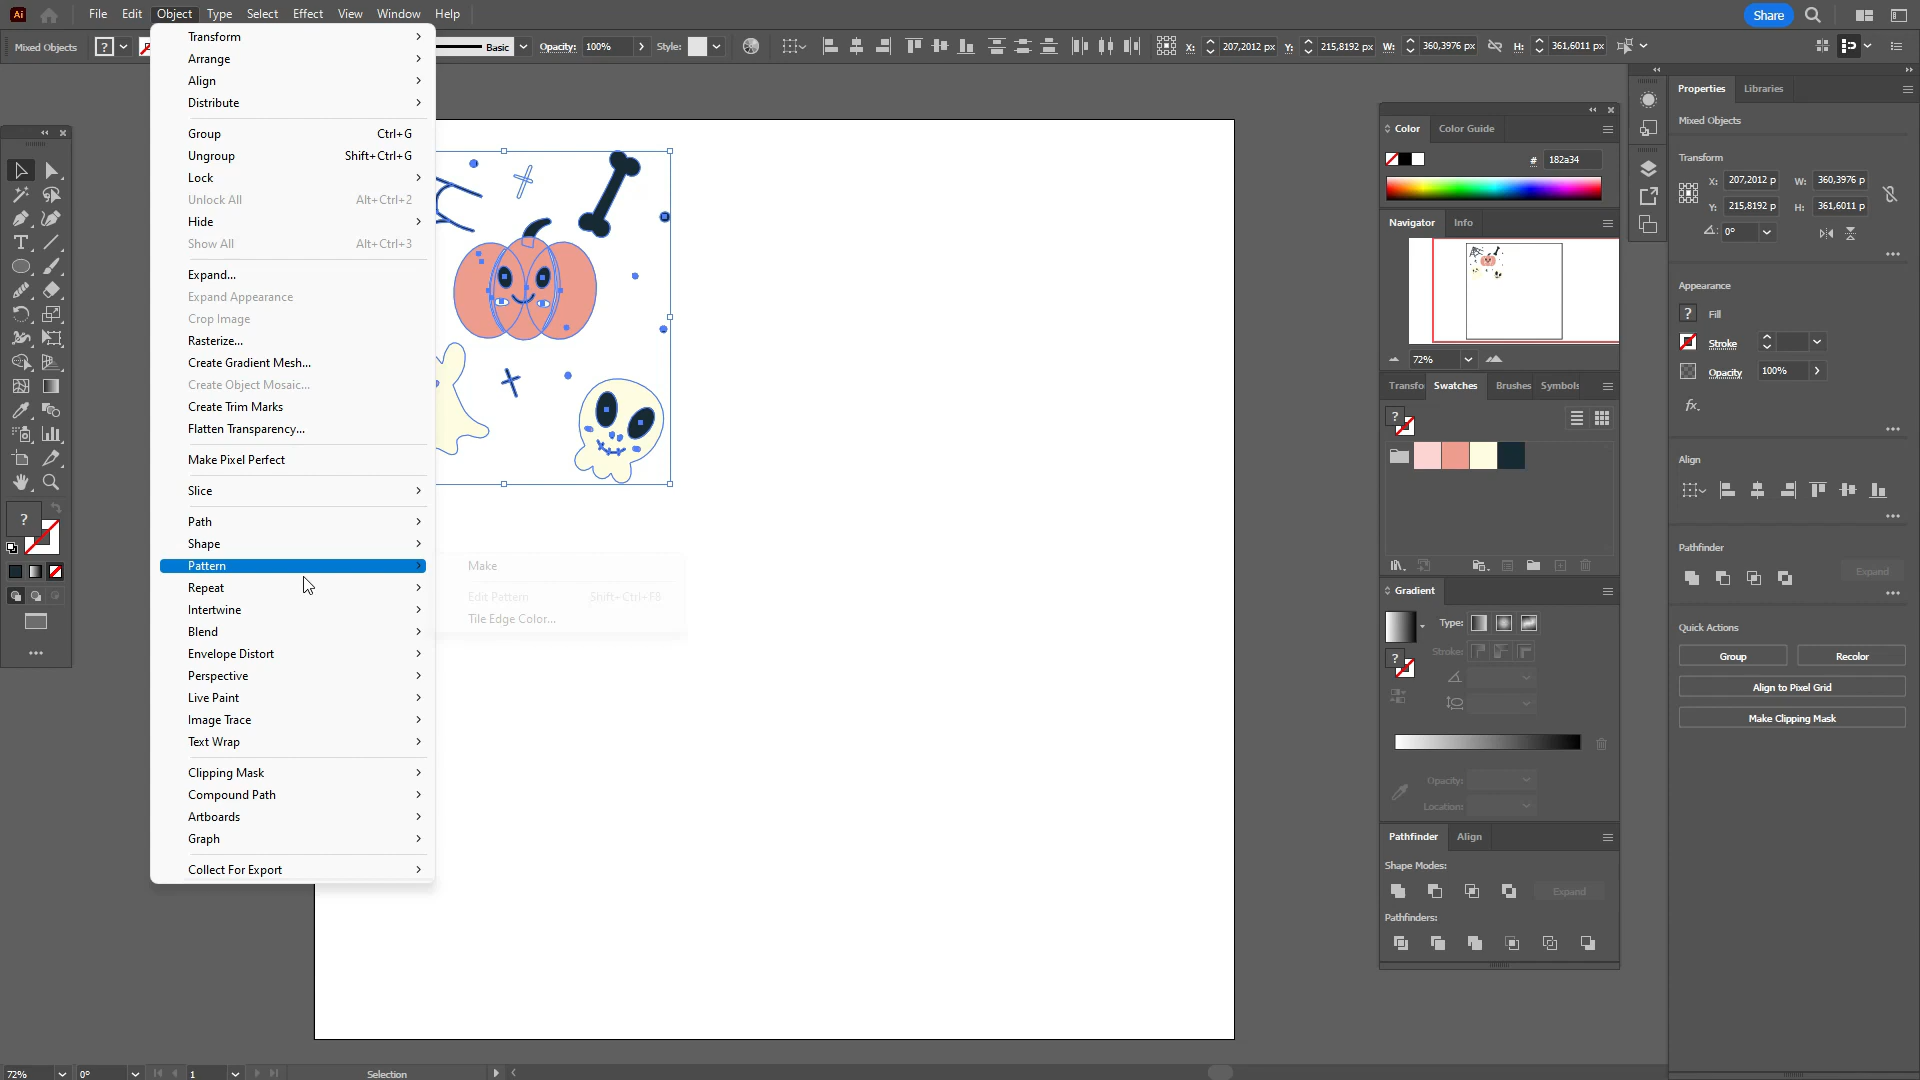 Ai File Edit Object Type Select Effect View Window Help Share
Mixed Objects ? Basic Opacity: 100% Style: X: 207,2012 px Y: 215,8192 px W: 360,3976 px H: 361,6011 px
Transform
Arrange
Align
Distribute
Group Ctrl+G
Ungroup Shift+Ctrl+G
Lock
Unlock All Alt+Ctrl+2
Hide
Show All Alt+Ctrl+3
Expand...
Expand Appearance
Crop Image
Rasterize...
Create Gradient Mesh...
Create Object Mosaic...
Create Trim Marks
Flatten Transparency...
Make Pixel Perfect
Slice
Path
Shape
Pattern
Repeat
Intertwine
Blend
Envelope Distort
Perspective
Live Paint
Image Trace
Text Wrap
Clipping Mask
Compound Path
Artboards
Graph
Collect For Export
Make
Edit Pattern Shift+Ctrl+F8
Tile Edge Color...
?
Color Color Guide
# 182a34
Navigator Info
72%
Transfo Swatches Brushes Symbols
?
Gradient
Type:
Stroke:
?
Opacity:
Location:
Pathfinder Align
Shape Modes:
Expand
Pathfinders:
Properties Libraries
Mixed Objects
Transform
X: 207,2012 p W: 360,3976 p
Y: 215,8192 p H: 361,6011 p
0°
Appearance
? Fill
Stroke
Opacity 100%
fx.
Align
Pathfinder
Expand
Quick Actions
Group Recolor
Align to Pixel Grid
Make Clipping Mask
72% 0° 1 Selection